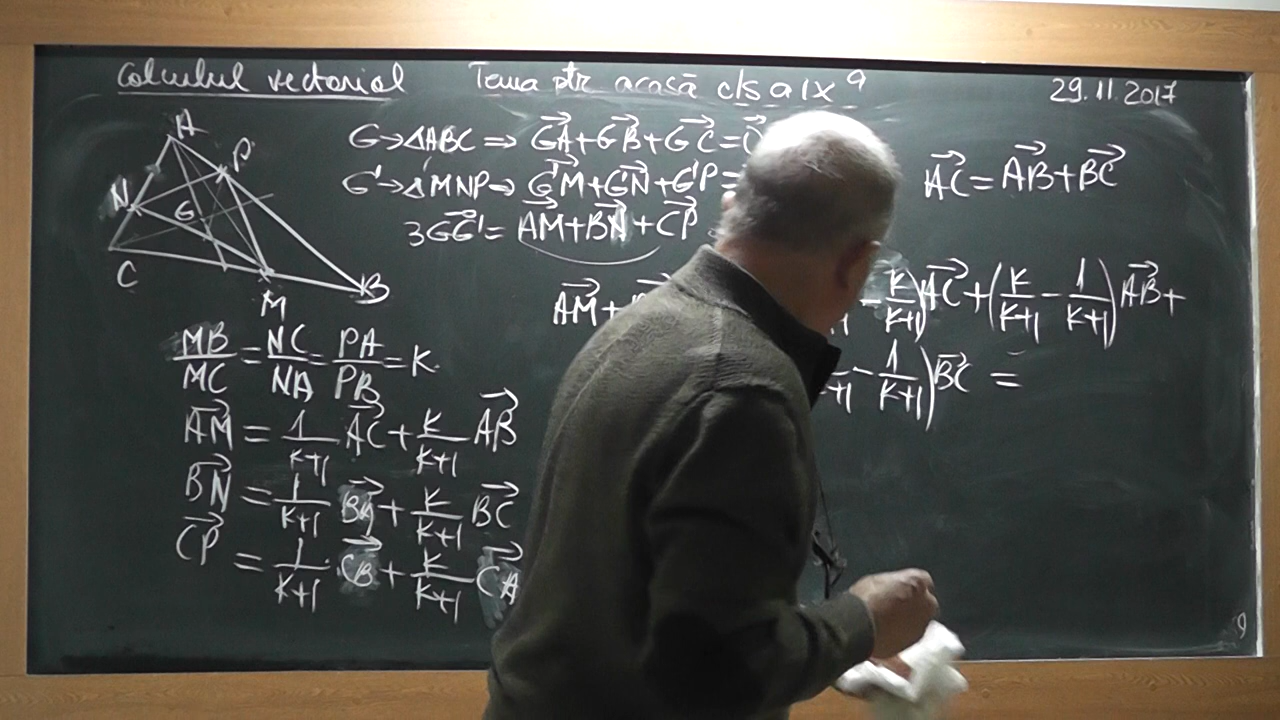 Calculul vectorial Tema ptr acasă cls a IX a 29.11.2017
A
P
N
G
C
M
B
G→ΔABC ⇒ GA⃗+GB⃗+GC⃗=
G'→ΔMNP ⇒ G'M⃗+G'N⃗+G'P⃗=
3GG'⃗ = AM⃗+BN⃗+CP⃗
AC⃗=AB⃗+BC⃗
MB/MC = NC/NA = PA/PB = K
AM⃗ = 1/K+1 AC⃗ + K/K+1 AB⃗
BN⃗ = 1/K+1 BA⃗ + K/K+1 BC⃗
CP⃗ = 1/K+1 CB⃗ + K/K+1 CA⃗
AM⃗+ - K/K+1) AC⃗+(K/K+1 - 1/K+1) AB⃗+
- 1/K+1) BC⃗ =
9